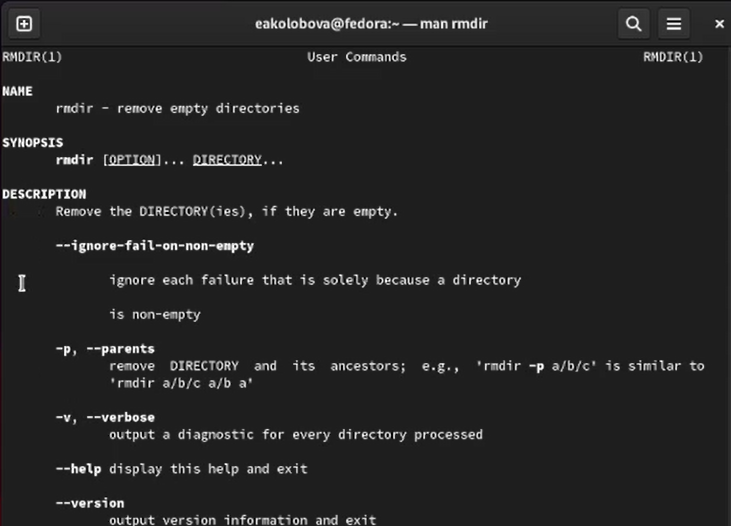 eakolobova@fedora:~ — man rmdir
RMDIR(1) User Commands RMDIR(1)
NAME
rmdir - remove empty directories
SYNOPSIS
rmdir [OPTION]... DIRECTORY...
DESCRIPTION
Remove the DIRECTORY(ies), if they are empty.
--ignore-fail-on-non-empty
ignore each failure that is solely because a directory
is non-empty
-p, --parents
remove DIRECTORY and its ancestors; e.g., 'rmdir -p a/b/c' is similar to
'rmdir a/b/c a/b a'
-v, --verbose
output a diagnostic for every directory processed
--help display this help and exit
--version
output version information and exit